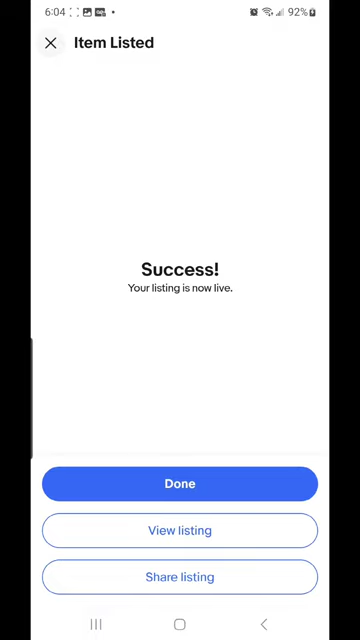 6:04 92%
Item Listed
Success!
Your listing is now live.
Done
View listing
Share listing